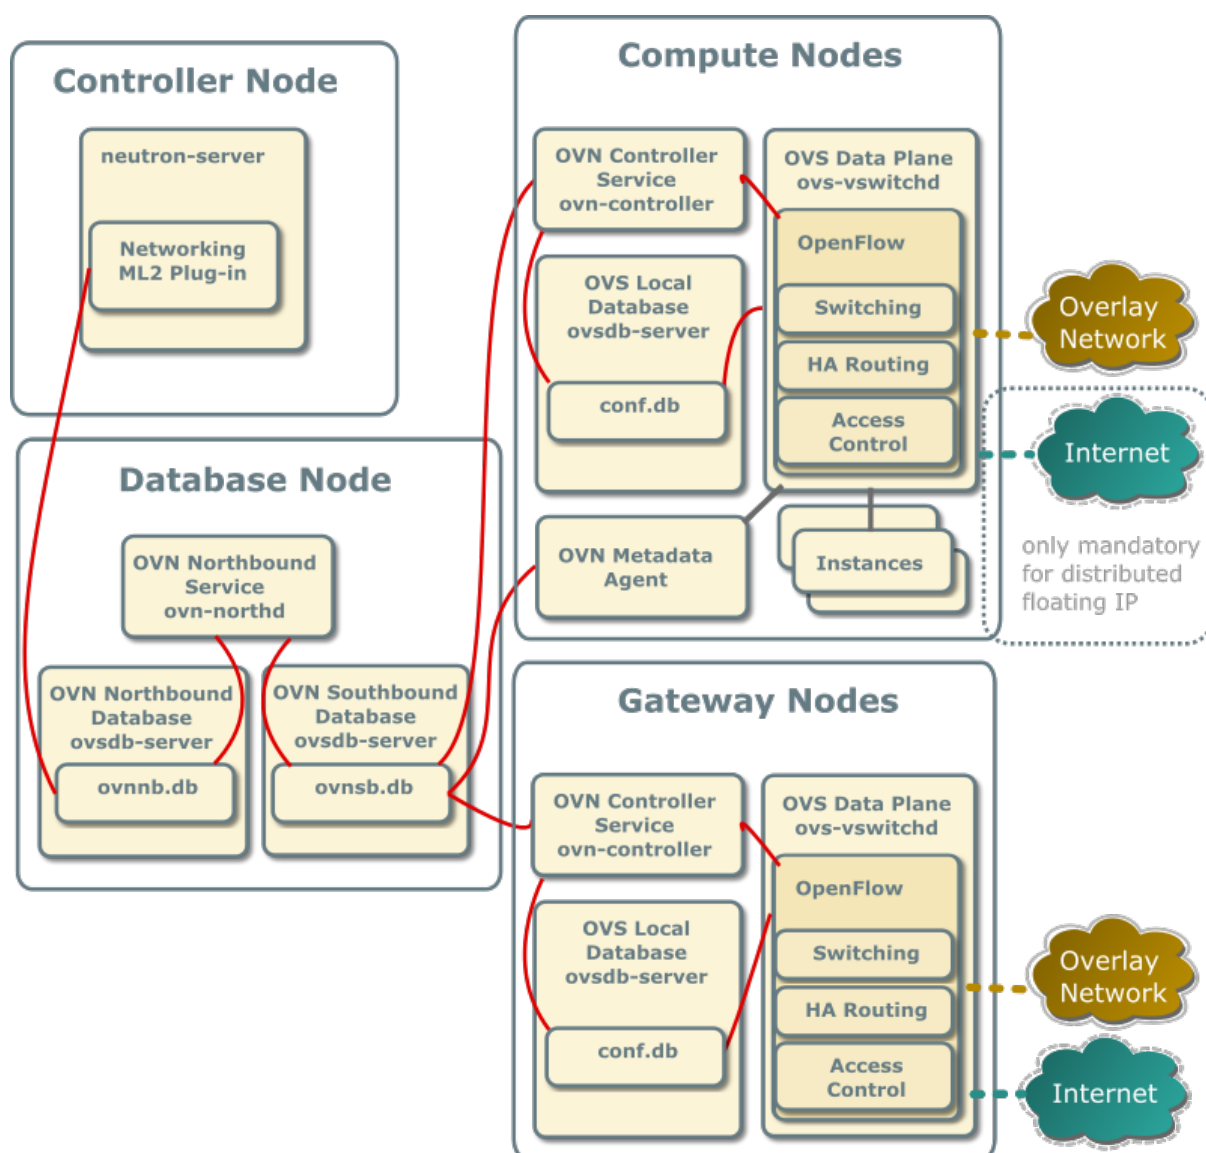 Controller Node
neutron-server
Networking
ML2 Plug-in
Database Node
OVN Northbound
Service
ovn-northd
OVN Northbound
Database
ovsdb-server
ovnnb.db
OVN Southbound
Database
ovsdb-server
ovnsb.db
Compute Nodes
OVN Controller
Service
ovn-controller
OVS Local
Database
ovsdb-server
conf.db
OVN Metadata
Agent
OVS Data Plane
ovs-vswitchd
OpenFlow
Switching
HA Routing
Access
Control
Instances
Overlay
Network
Internet
only mandatory
for distributed
floating IP
Gateway Nodes
OVN Controller
Service
ovn-controller
OVS Local
Database
ovsdb-server
conf.db
OVS Data Plane
ovs-vswitchd
OpenFlow
Switching
HA Routing
Access
Control
Overlay
Network
Internet